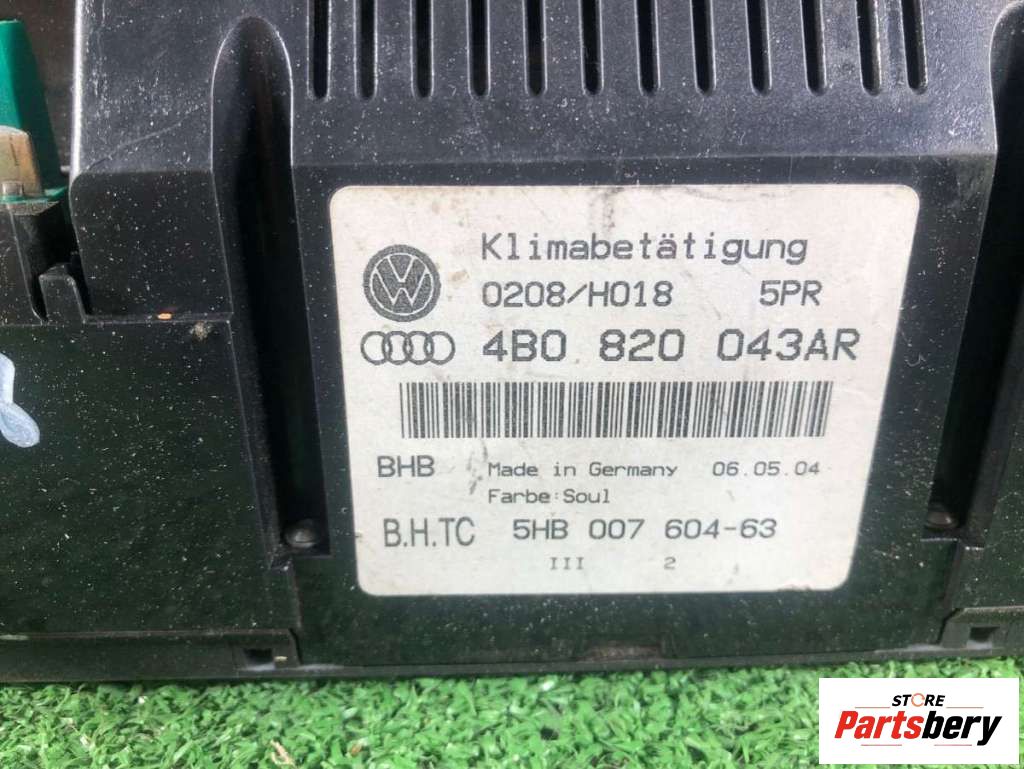 Klimabetätigung
0208/H018 5PR
4B0 820 043AR
BHB Made in Germany 06.05.04
Farbe:Soul
B.H.TC 5HB 007 604-63
III 2
STORE
Partsbery